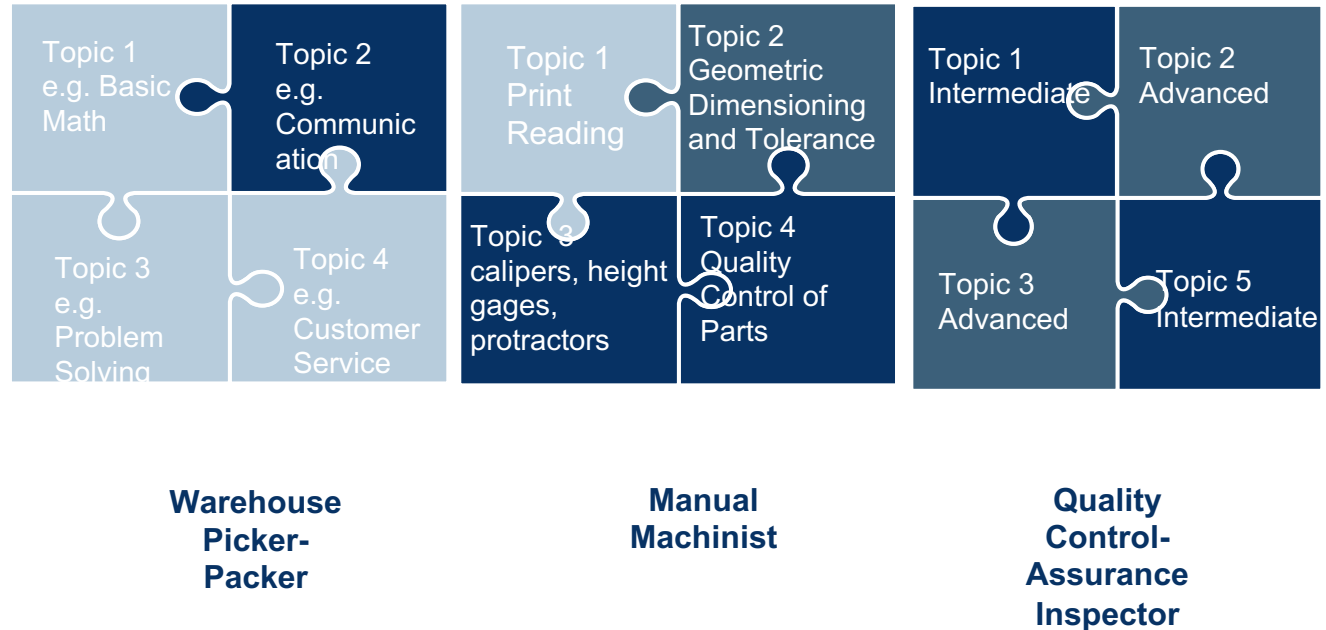 Topic 1
e.g. Basic
Math
Topic 2
e.g.
Communic
ation
Topic 3
e.g.
Problem
Solving
Topic 4
e.g.
Customer
Service
Topic 1
Print
Reading
Topic 2
Geometric
Dimensioning
and Tolerance
Topic 3
calipers, height
gages,
protractors
Topic 4
Quality
Control of
Parts
Topic 1
Intermediate
Topic 2
Advanced
Topic 3
Advanced
Topic 5
Intermediate
Warehouse
Picker-
Packer
Manual
Machinist
Quality
Control-
Assurance
Inspector